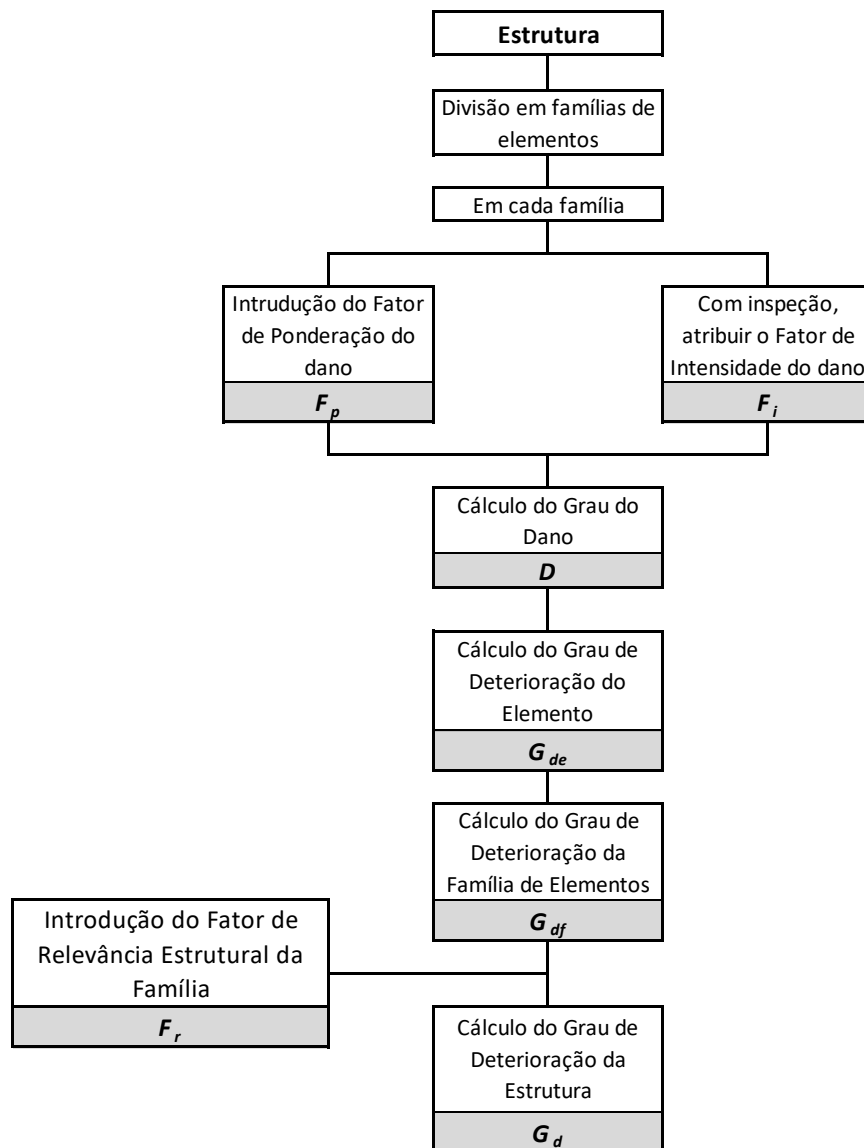 Estrutura
Divisão em famílias de
elementos
Em cada família
Intrudução do Fator
de Ponderação do
dano
F p
Com inspeção,
atribuir o Fator de
Intensidade do dano
F i
Cálculo do Grau do
Dano
D
Cálculo do Grau de
Deterioração do
Elemento
G de
Cálculo do Grau de
Deterioração da
Família de Elementos
G df
Introdução do Fator de
Relevância Estrutural da
Família
F r
Cálculo do Grau de
Deterioração da
Estrutura
G d